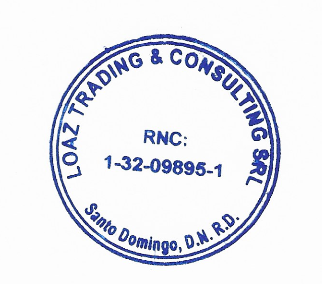 LOAZ TRADING & CONSULTING SRL
RNC:
1-32-09895-1
Santo Domingo, D.N. R.D.